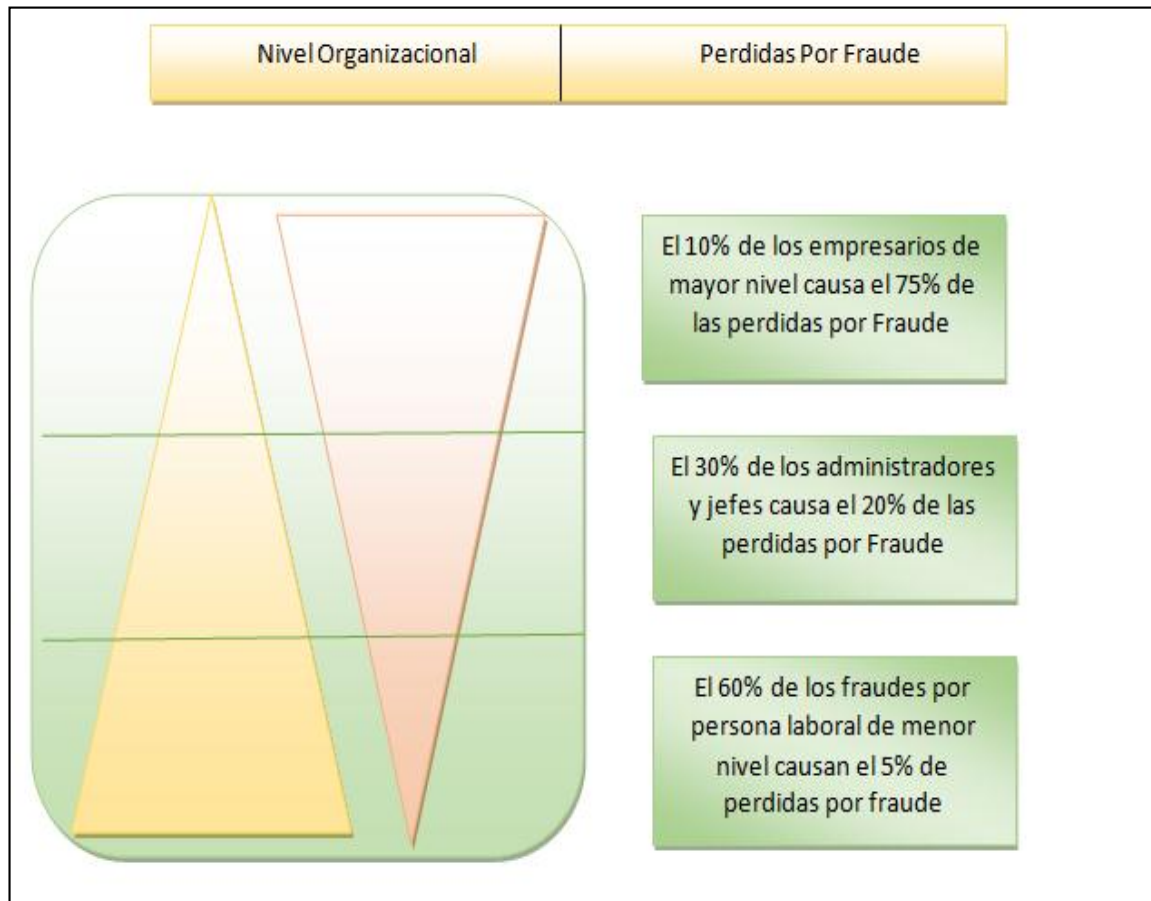 Nivel Organizacional
Perdidas Por Fraude
El 10% de los empresarios de
mayor nivel causa el 75% de
las perdidas por Fraude
El 30% de los administradores
y jefes causa el 20% de las
perdidas por Fraude
El 60% de los fraudes por
persona laboral de menor
nivel causan el 5% de
perdidas por fraude